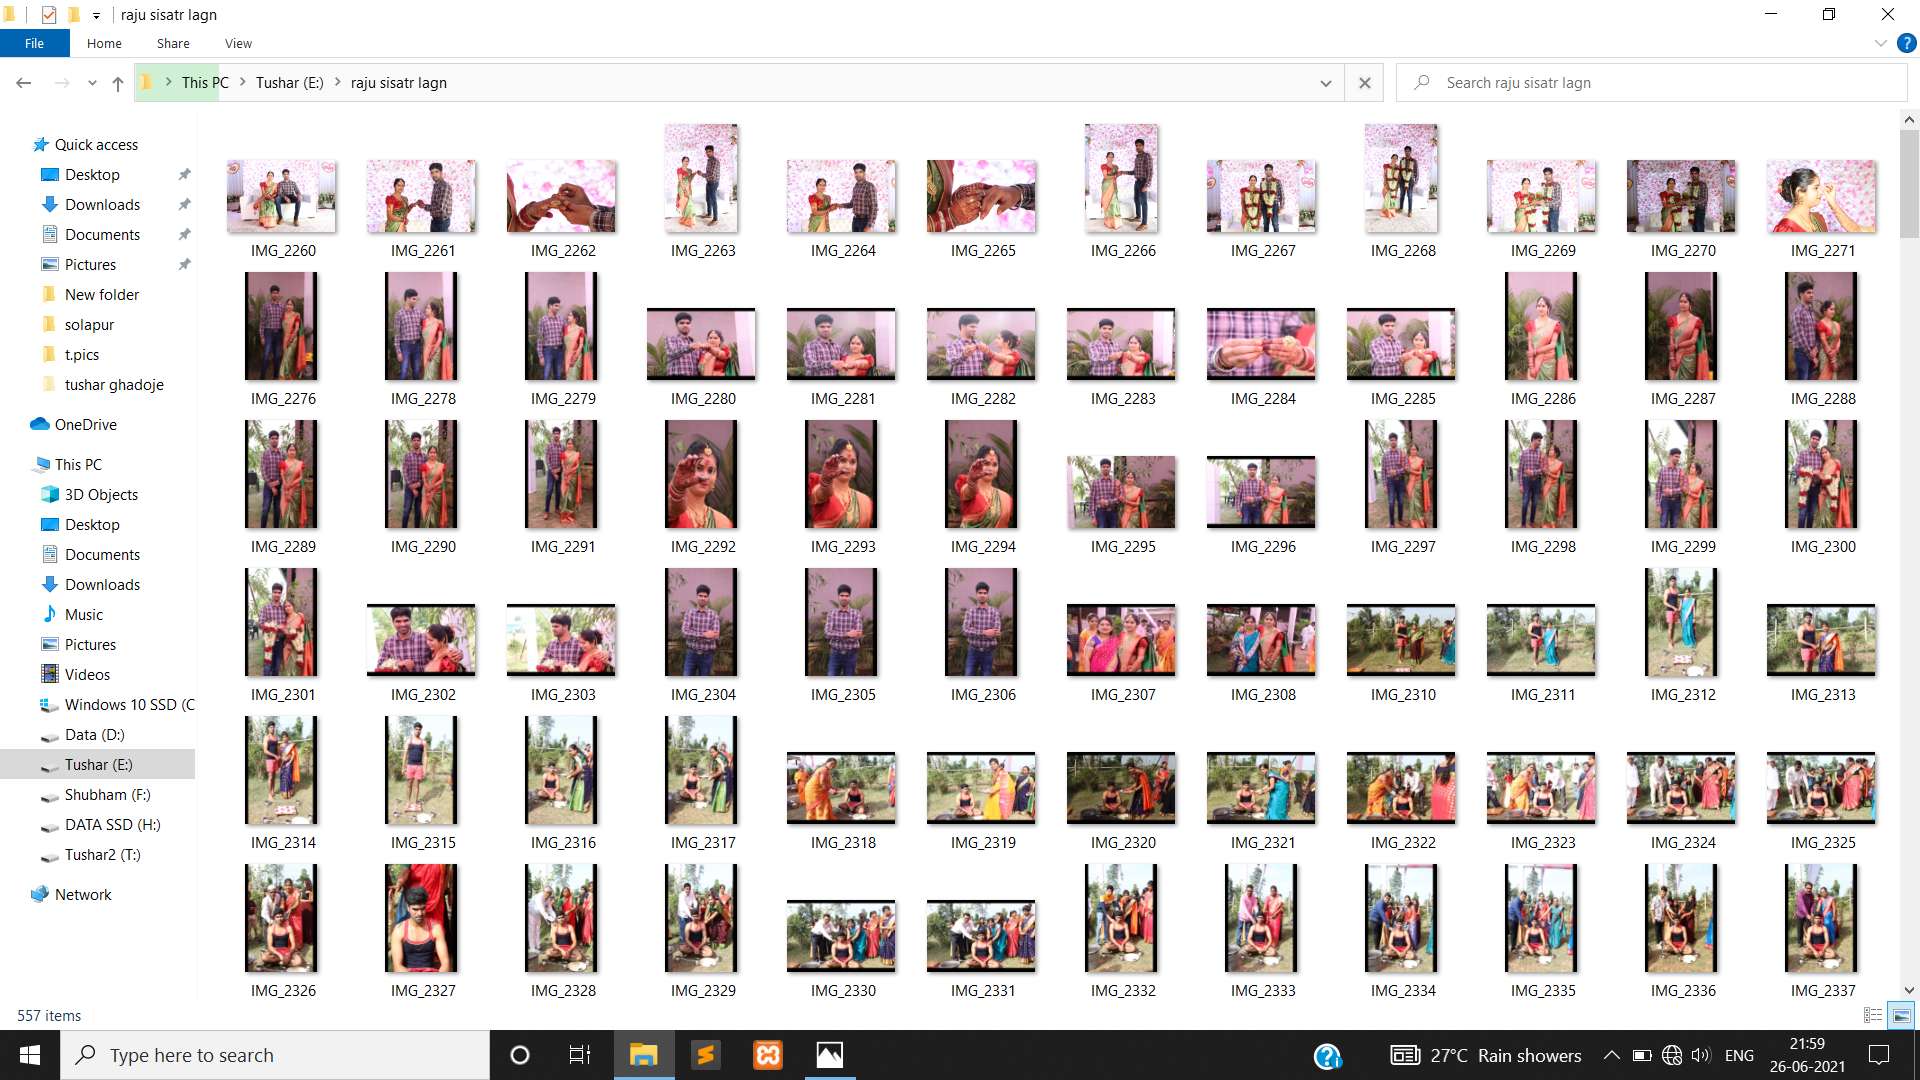 raju sisatr lagn
File Home Share View
This PC Tushar (E:) raju sisatr lagn
Search raju sisatr lagn
Quick access
Desktop
Downloads
Documents
Pictures
New folder
solapur
t.pics
tushar ghadoje
OneDrive
This PC
3D Objects
Desktop
Documents
Downloads
Music
Pictures
Videos
Windows 10 SSD (C
Data (D:)
Tushar (E:)
Shubham (F:)
DATA SSD (H:)
Tushar2 (T:)
Network
IMG_2260 IMG_2261 IMG_2262 IMG_2263 IMG_2264 IMG_2265 IMG_2266 IMG_2267 IMG_2268 IMG_2269 IMG_2270 IMG_2271
IMG_2276 IMG_2278 IMG_2279 IMG_2280 IMG_2281 IMG_2282 IMG_2283 IMG_2284 IMG_2285 IMG_2286 IMG_2287 IMG_2288
IMG_2289 IMG_2290 IMG_2291 IMG_2292 IMG_2293 IMG_2294 IMG_2295 IMG_2296 IMG_2297 IMG_2298 IMG_2299 IMG_2300
IMG_2301 IMG_2302 IMG_2303 IMG_2304 IMG_2305 IMG_2306 IMG_2307 IMG_2308 IMG_2310 IMG_2311 IMG_2312 IMG_2313
IMG_2314 IMG_2315 IMG_2316 IMG_2317 IMG_2318 IMG_2319 IMG_2320 IMG_2321 IMG_2322 IMG_2323 IMG_2324 IMG_2325
IMG_2326 IMG_2327 IMG_2328 IMG_2329 IMG_2330 IMG_2331 IMG_2332 IMG_2333 IMG_2334 IMG_2335 IMG_2336 IMG_2337
557 items
Type here to search
27°C Rain showers
ENG
21:59
26-06-2021